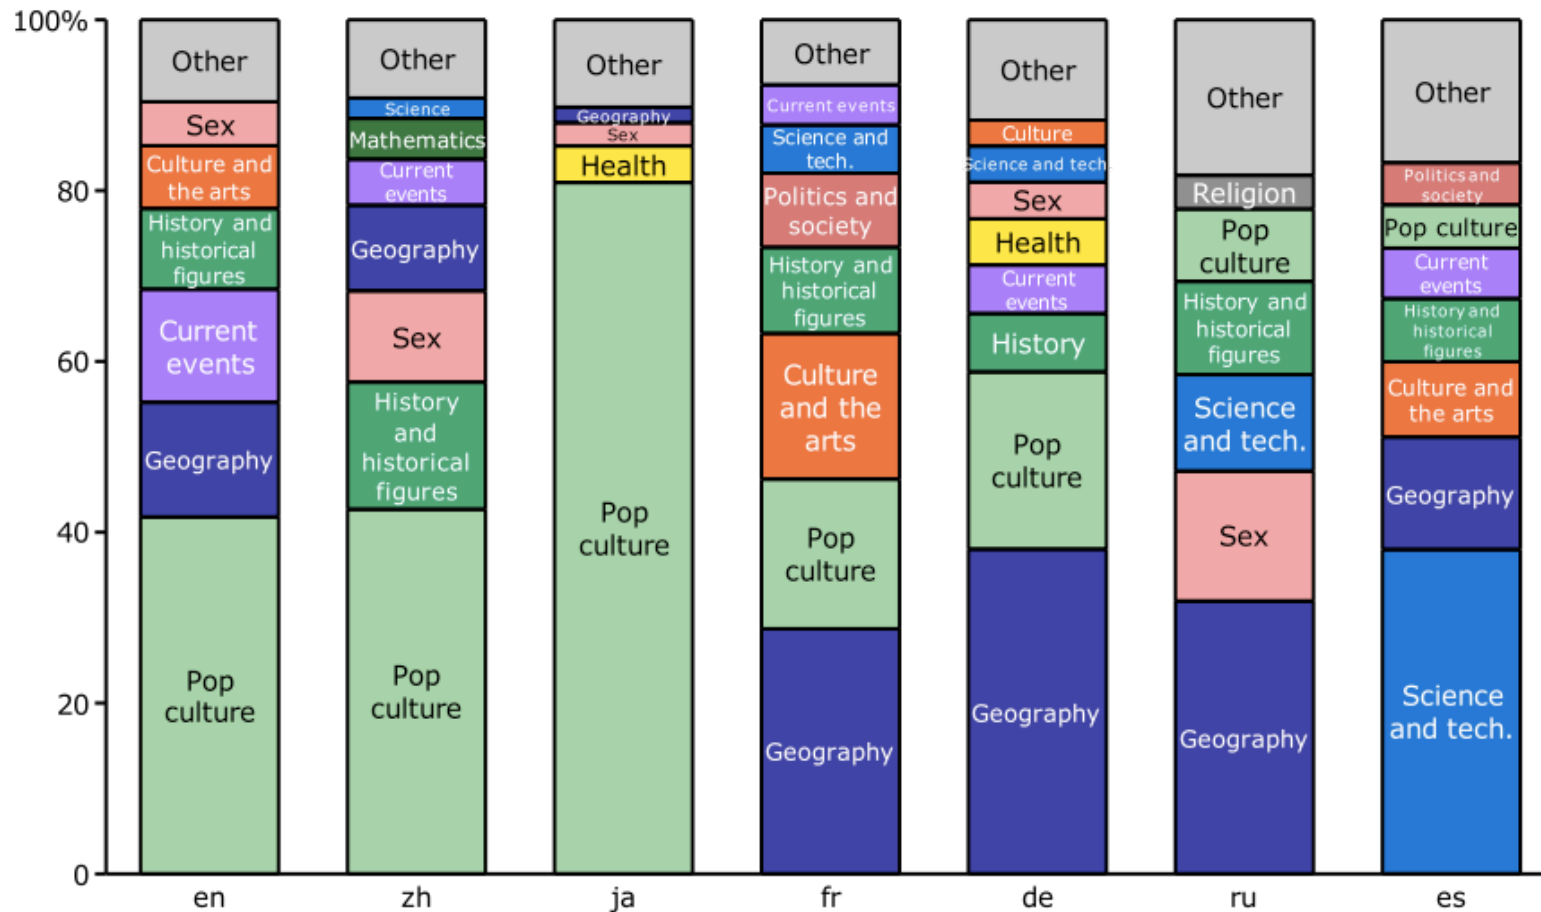 100%
80
60
40
20
0
Other
Sex
Culture and
the arts
History and
historical
figures
Current
events
Geography
Pop
culture
en
Other
Science
Mathematics
Current
events
Geography
Sex
History
and
historical
figures
Pop
culture
zh
Other
Geography
Sex
Health
Pop
culture
ja
Other
Current events
Science and
tech.
Politics and
society
History and
historical
figures
Culture
and the
arts
Pop
culture
Geography
fr
Other
Culture
Science and tech.
Sex
Health
Current
events
History
Pop
culture
Geography
de
Other
Religion
Pop
culture
History and
historical
figures
Science
and tech.
Sex
Geography
ru
Other
Politics and
society
Pop culture
Current
events
History and
historical
figures
Culture and
the arts
Geography
Science
and tech.
es